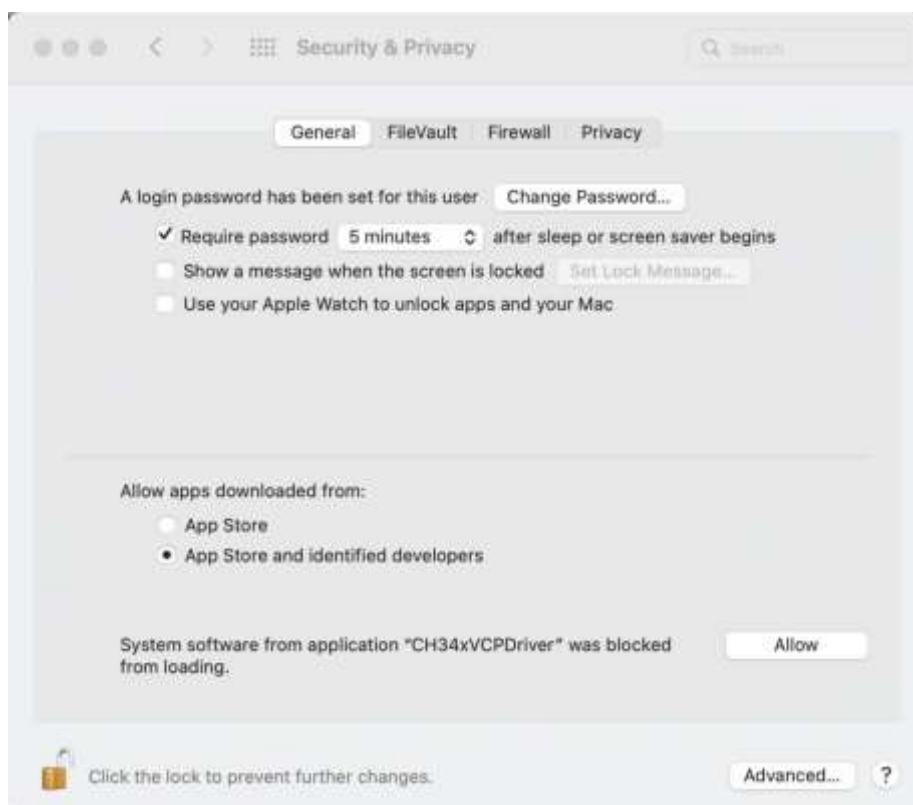 Security & Privacy
Search
General FileVault Firewall Privacy
A login password has been set for this user Change Password...
Require password 5 minutes after sleep or screen saver begins
Show a message when the screen is locked Set Lock Message...
Use your Apple Watch to unlock apps and your Mac
Allow apps downloaded from:
App Store
App Store and identified developers
System software from application "CH34xVCPDriver" was blocked Allow
from loading.
Click the lock to prevent further changes. Advanced... ?